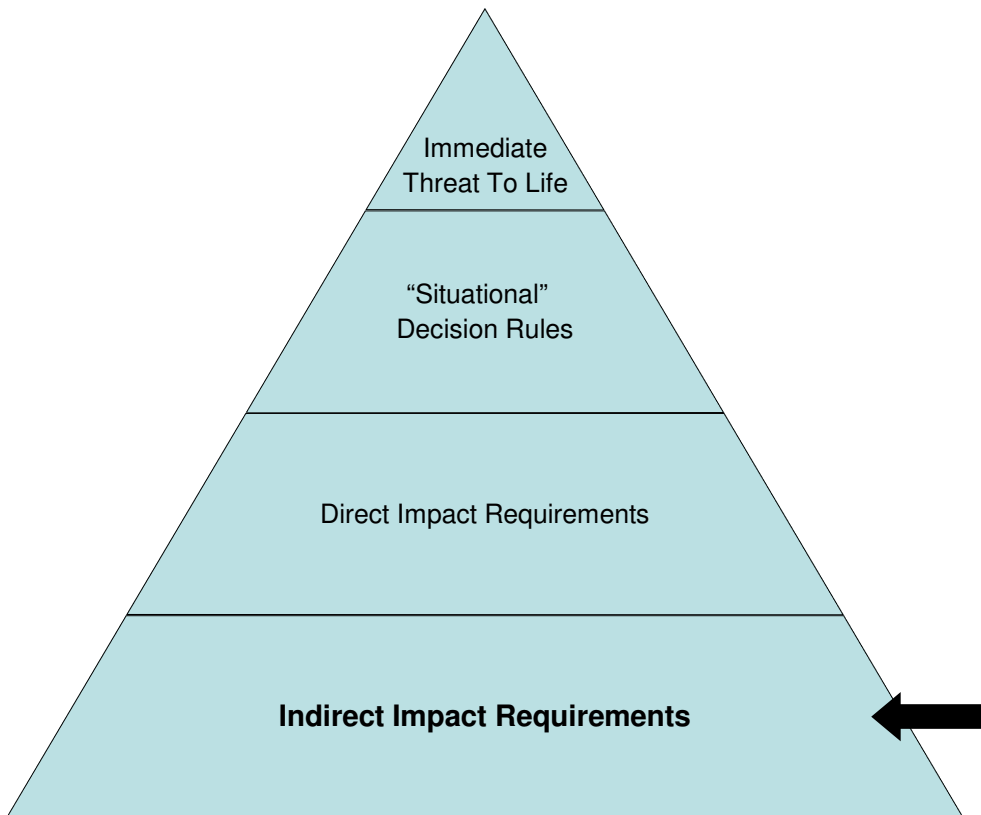 Immediate
Threat To Life
“Situational”
Decision Rules
Direct Impact Requirements
Indirect Impact Requirements